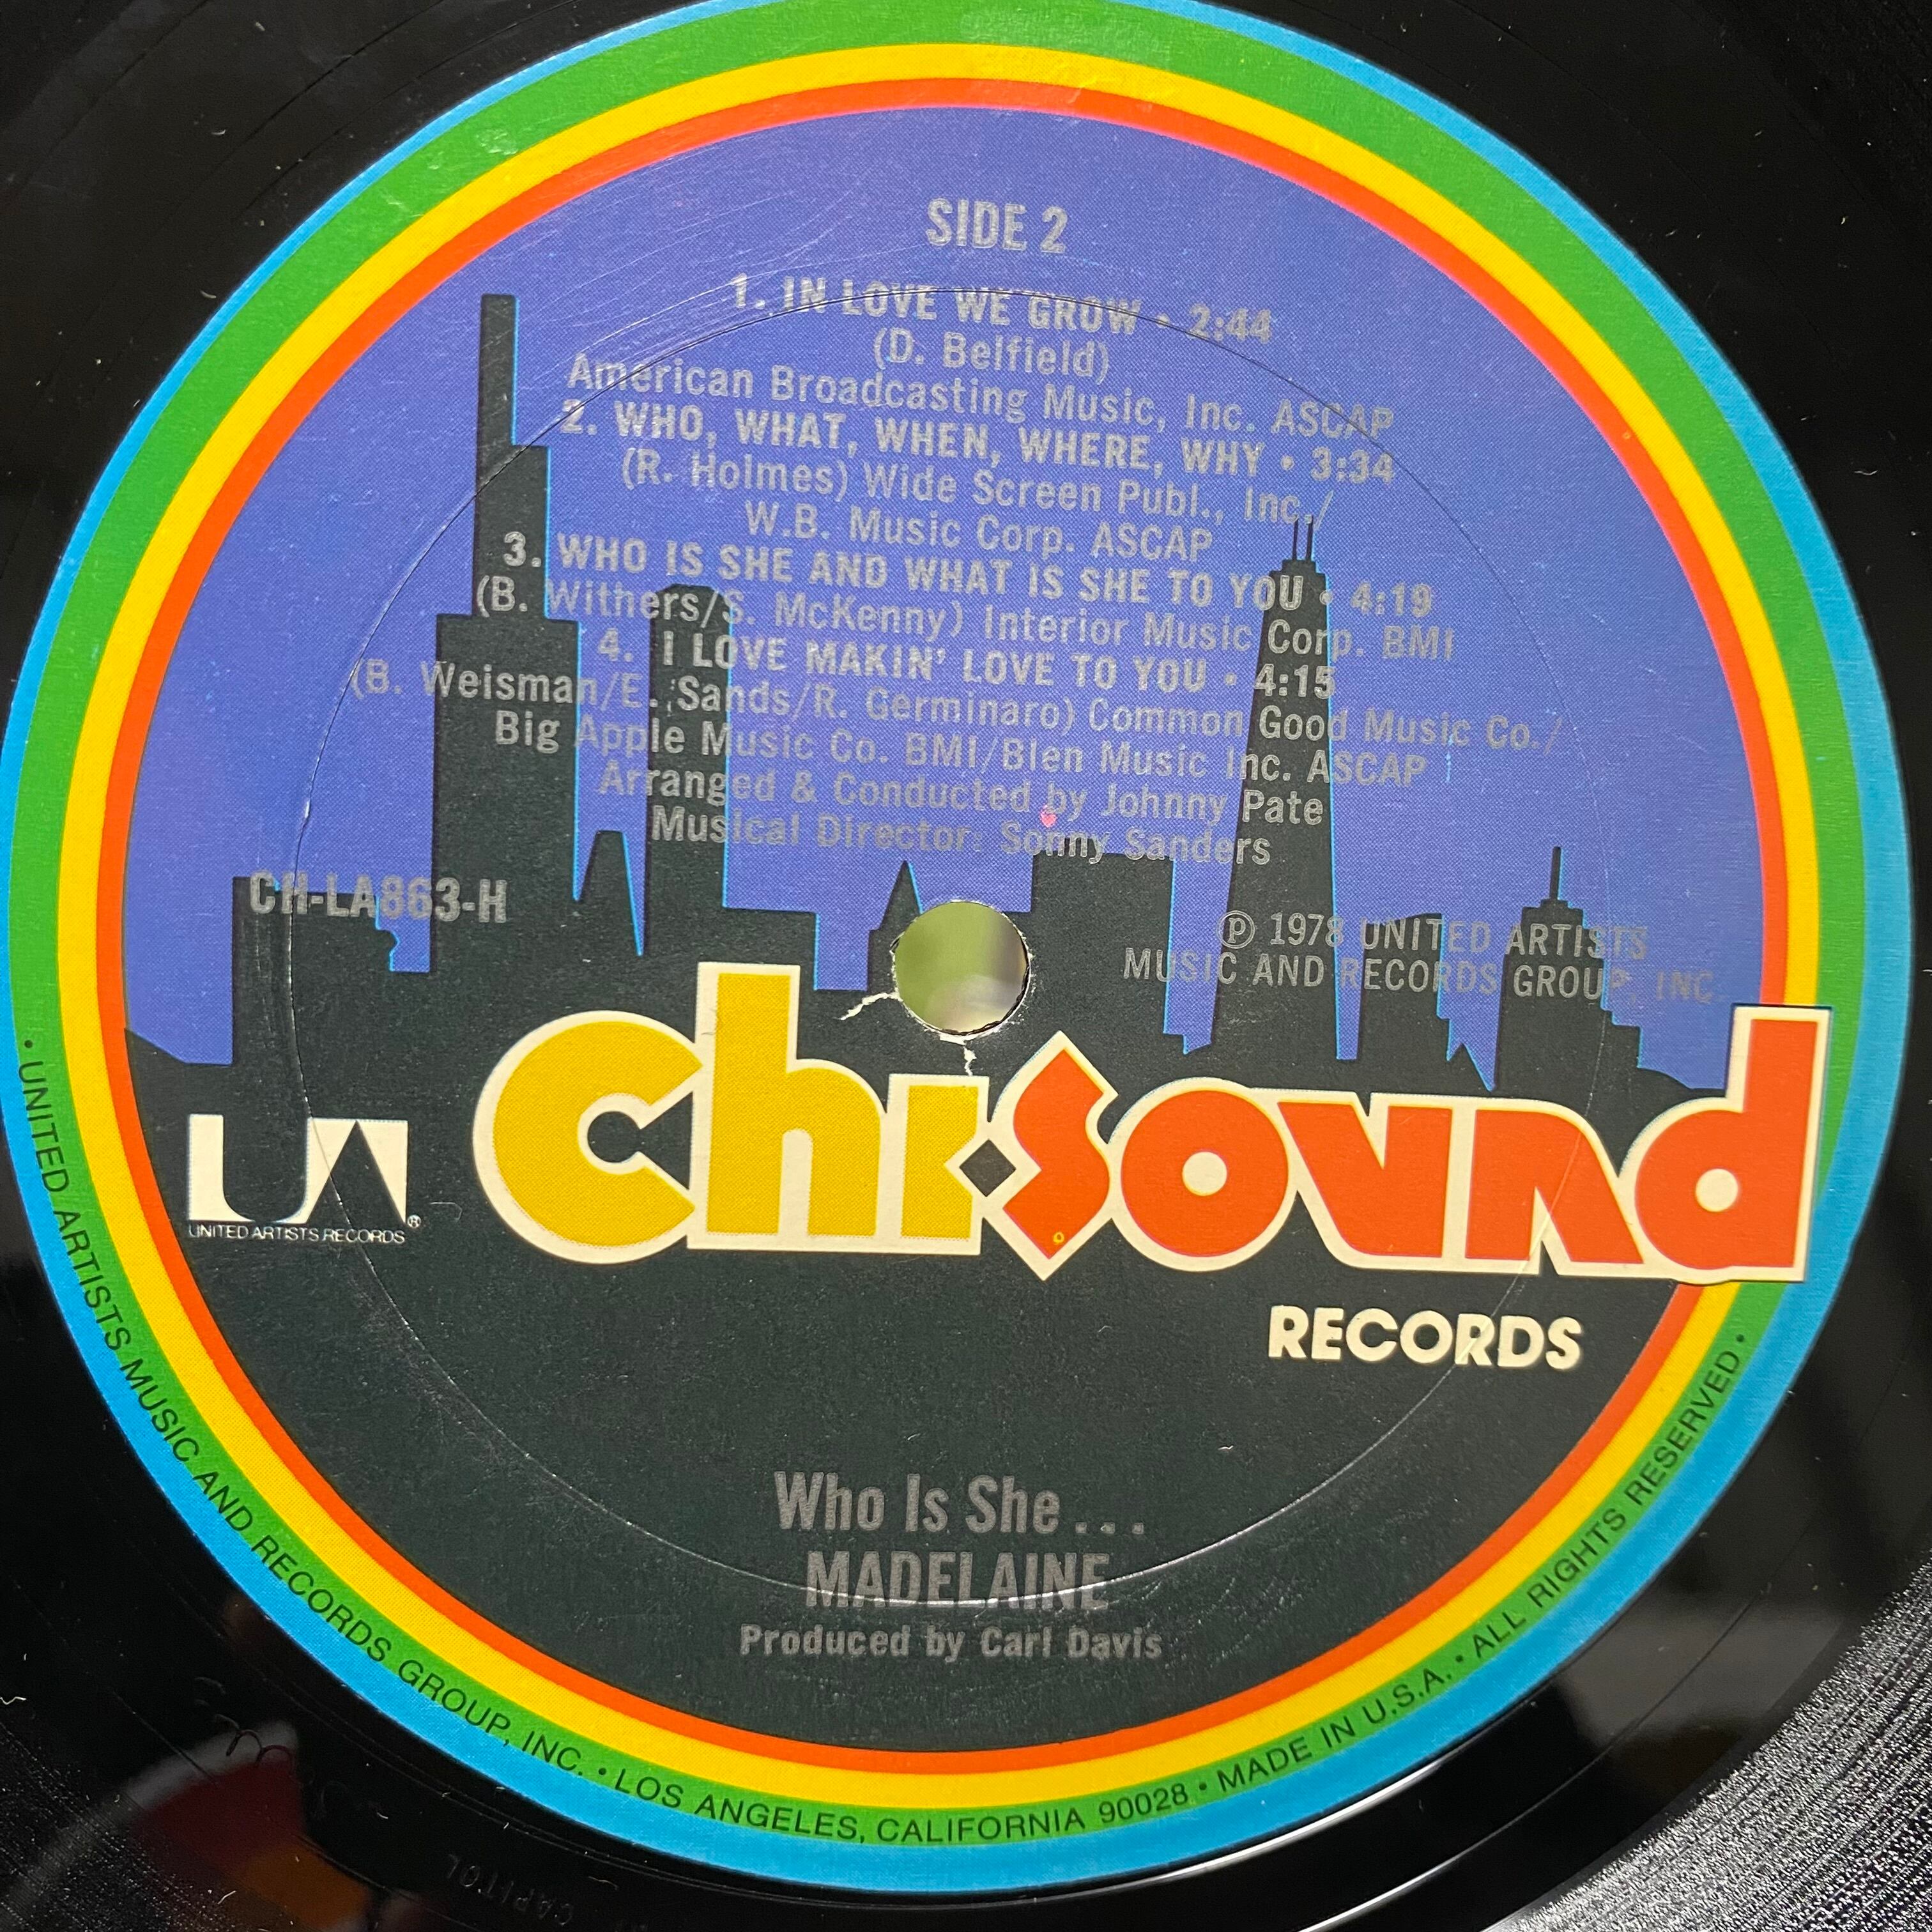 SIDE 2
1. IN LOVE WE GROW • 2:44
(D. Belfield)
American Broadcasting Music, Inc. ASCAP
2. WHO, WHAT, WHEN, WHERE, WHY • 3:34
(R. Holmes) Wide Screen Publ., Inc./
W.B. Music Corp. ASCAP
3. WHO IS SHE AND WHAT IS SHE TO YOU • 4:19
(B. Withers/S. McKenny) Interior Music Corp. BMI
4. I LOVE MAKIN' LOVE TO YOU • 4:15
(B. Weisman/E. Sands/R. Germinaro) Common Good Music Co./
Big Apple Music Co. BMI/Blen Music Inc. ASCAP
Arranged & Conducted by Johnny Pate
Musical Director: Sonny Sanders
CH-LA863-H
℗ 1978 UNITED ARTISTS
MUSIC AND RECORDS GROUP, INC.
Chi-Sound
RECORDS
UA
UNITED ARTISTS RECORDS®
Who Is She ...
MADELAINE
Produced by Carl Davis
• UNITED ARTISTS MUSIC AND RECORDS GROUP, INC. • LOS ANGELES, CALIFORNIA 90028 • MADE IN U.S.A. • ALL RIGHTS RESERVED •
CAPITOL